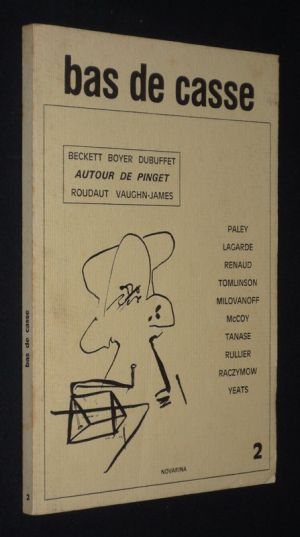 bas de casse
BECKETT BOYER DUBUFFET
AUTOUR DE PINGET
ROUDAUT VAUGHN-JAMES
PALEY
LAGARDE
RENAUD
TOMLINSON
MILOVANOFF
McCOY
TANASE
RULLIER
RACZYMOW
YEATS
2
NOVARINA
bas de casse
2